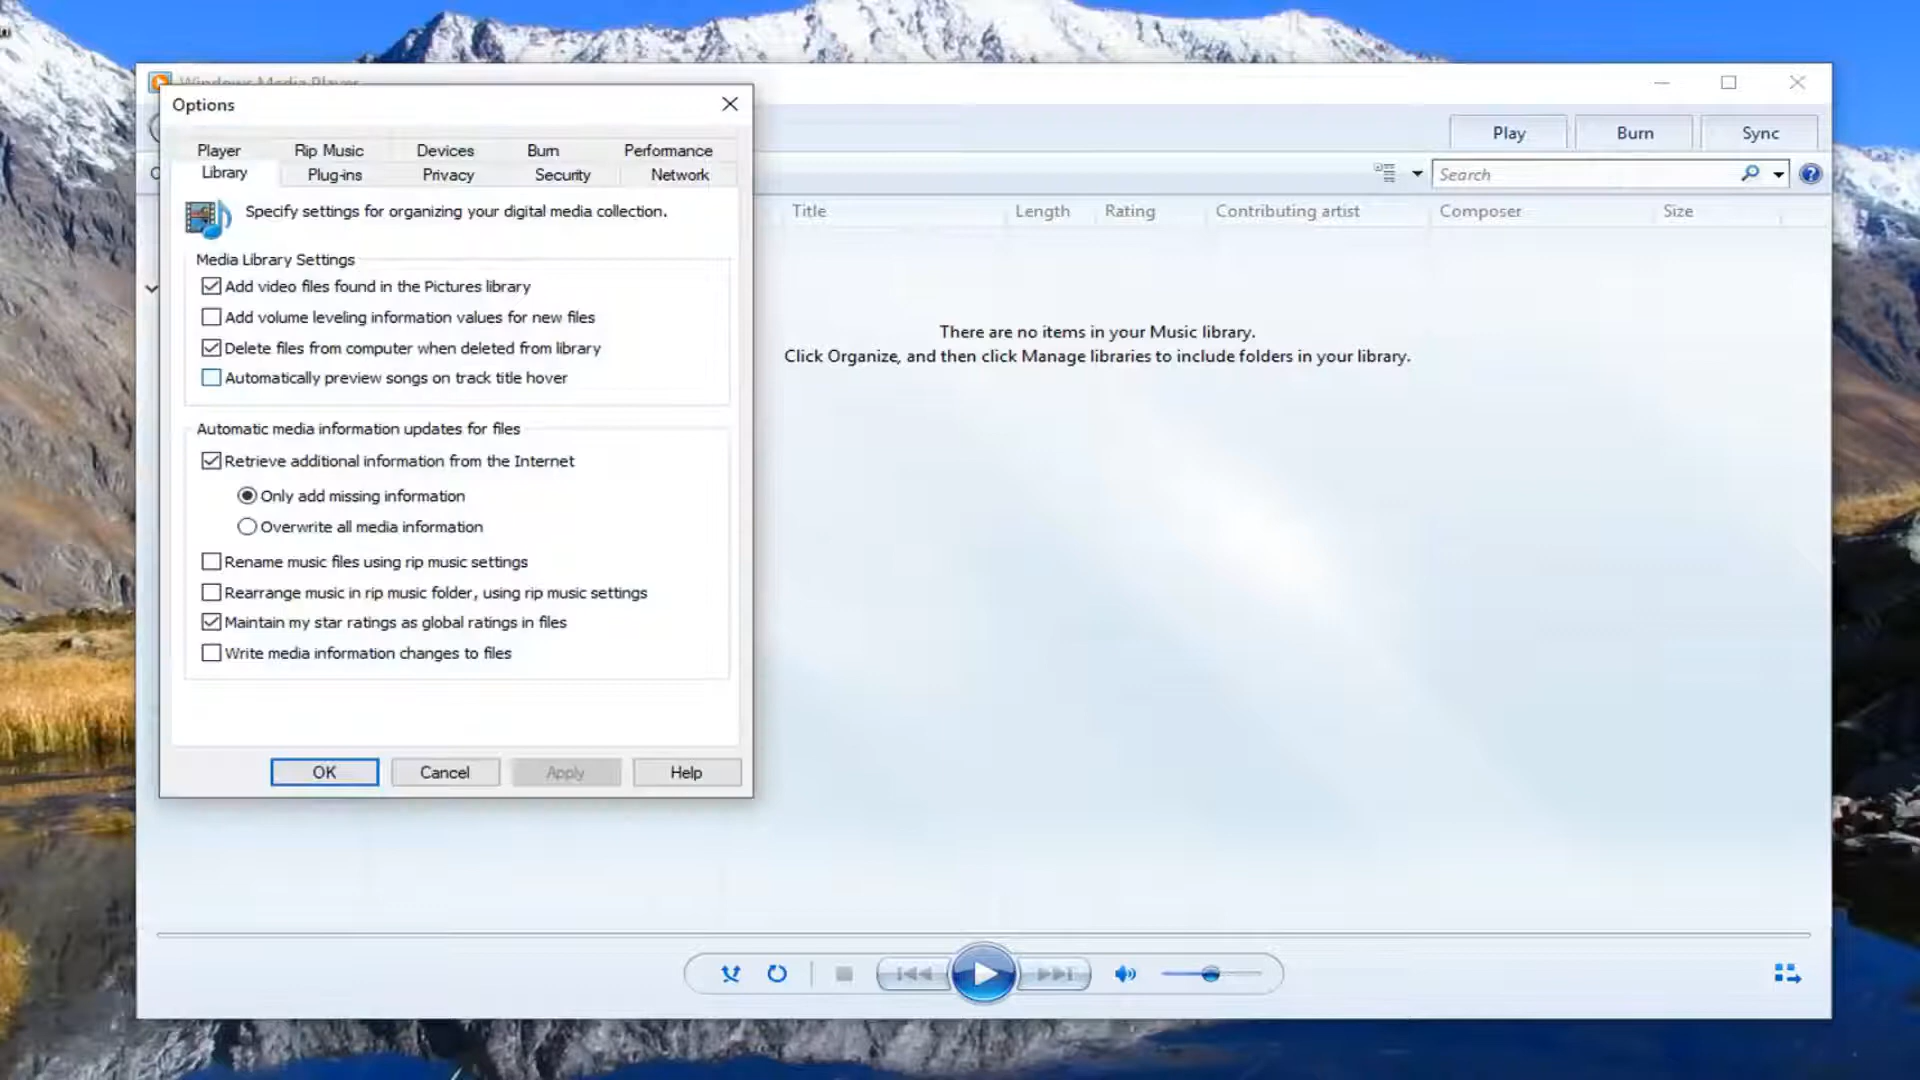 Windows Media Player
Options
Player
Rip Music
Devices
Burn
Performance
Library
Plug-ins
Privacy
Security
Network
Specify settings for organizing your digital media collection.
Media Library Settings
Add video files found in the Pictures library
Add volume leveling information values for new files
Delete files from computer when deleted from library
Automatically preview songs on track title hover
Automatic media information updates for files
Retrieve additional information from the Internet
Only add missing information
Overwrite all media information
Rename music files using rip music settings
Rearrange music in rip music folder, using rip music settings
Maintain my star ratings as global ratings in files
Write media information changes to files
OK
Cancel
Apply
Help
Play
Burn
Sync
Search
Title
Length
Rating
Contributing artist
Composer
Size
There are no items in your Music library.
Click Organize, and then click Manage libraries to include folders in your library.